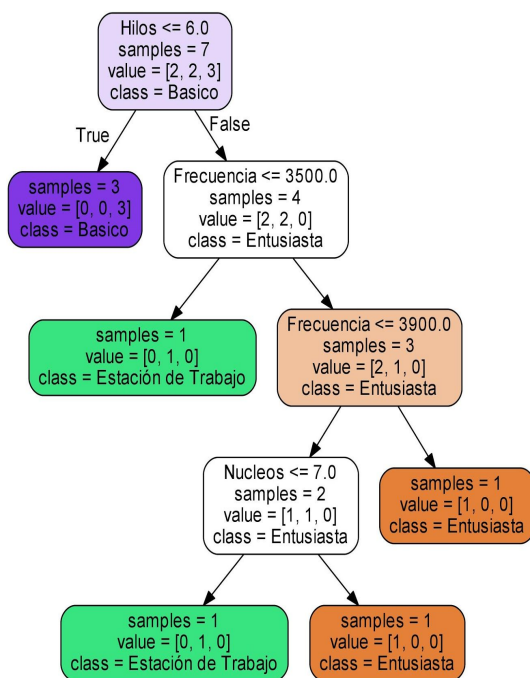 Hilos <= 6.0
samples = 7
value = [2, 2, 3]
class = Basico
True
False
samples = 3
value = [0, 0, 3]
class = Basico
Frecuencia <= 3500.0
samples = 4
value = [2, 2, 0]
class = Entusiasta
samples = 1
value = [0, 1, 0]
class = Estación de Trabajo
Frecuencia <= 3900.0
samples = 3
value = [2, 1, 0]
class = Entusiasta
Nucleos <= 7.0
samples = 2
value = [1, 1, 0]
class = Entusiasta
samples = 1
value = [1, 0, 0]
class = Entusiasta
samples = 1
value = [0, 1, 0]
class = Estación de Trabajo
samples = 1
value = [1, 0, 0]
class = Entusiasta